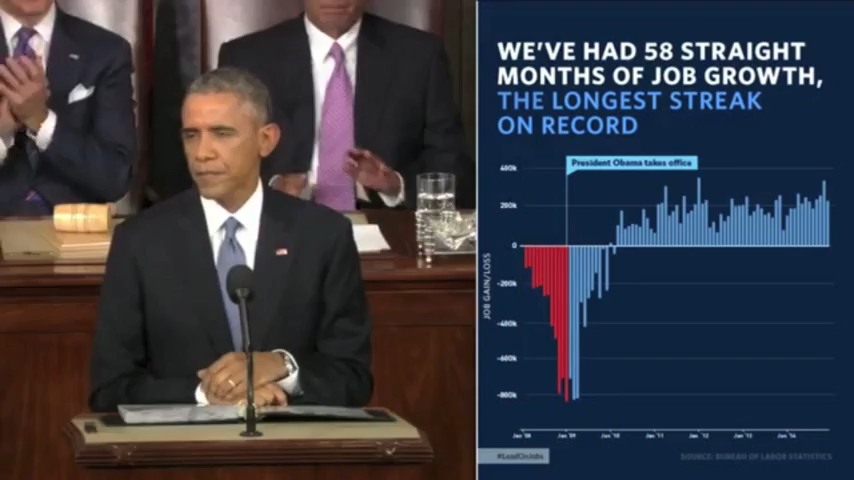 WE'VE HAD 58 STRAIGHT
MONTHS OF JOB GROWTH,
THE LONGEST STREAK
ON RECORD
President Obama takes office
400k
200k
0
-200k
-400k
-600k
-800k
JOB GAIN/LOSS
Jan '08
Jan '09
Jan '10
Jan '11
Jan '12
Jan '13
Jan '14
#LeadOnJobs
SOURCE: BUREAU OF LABOR STATISTICS